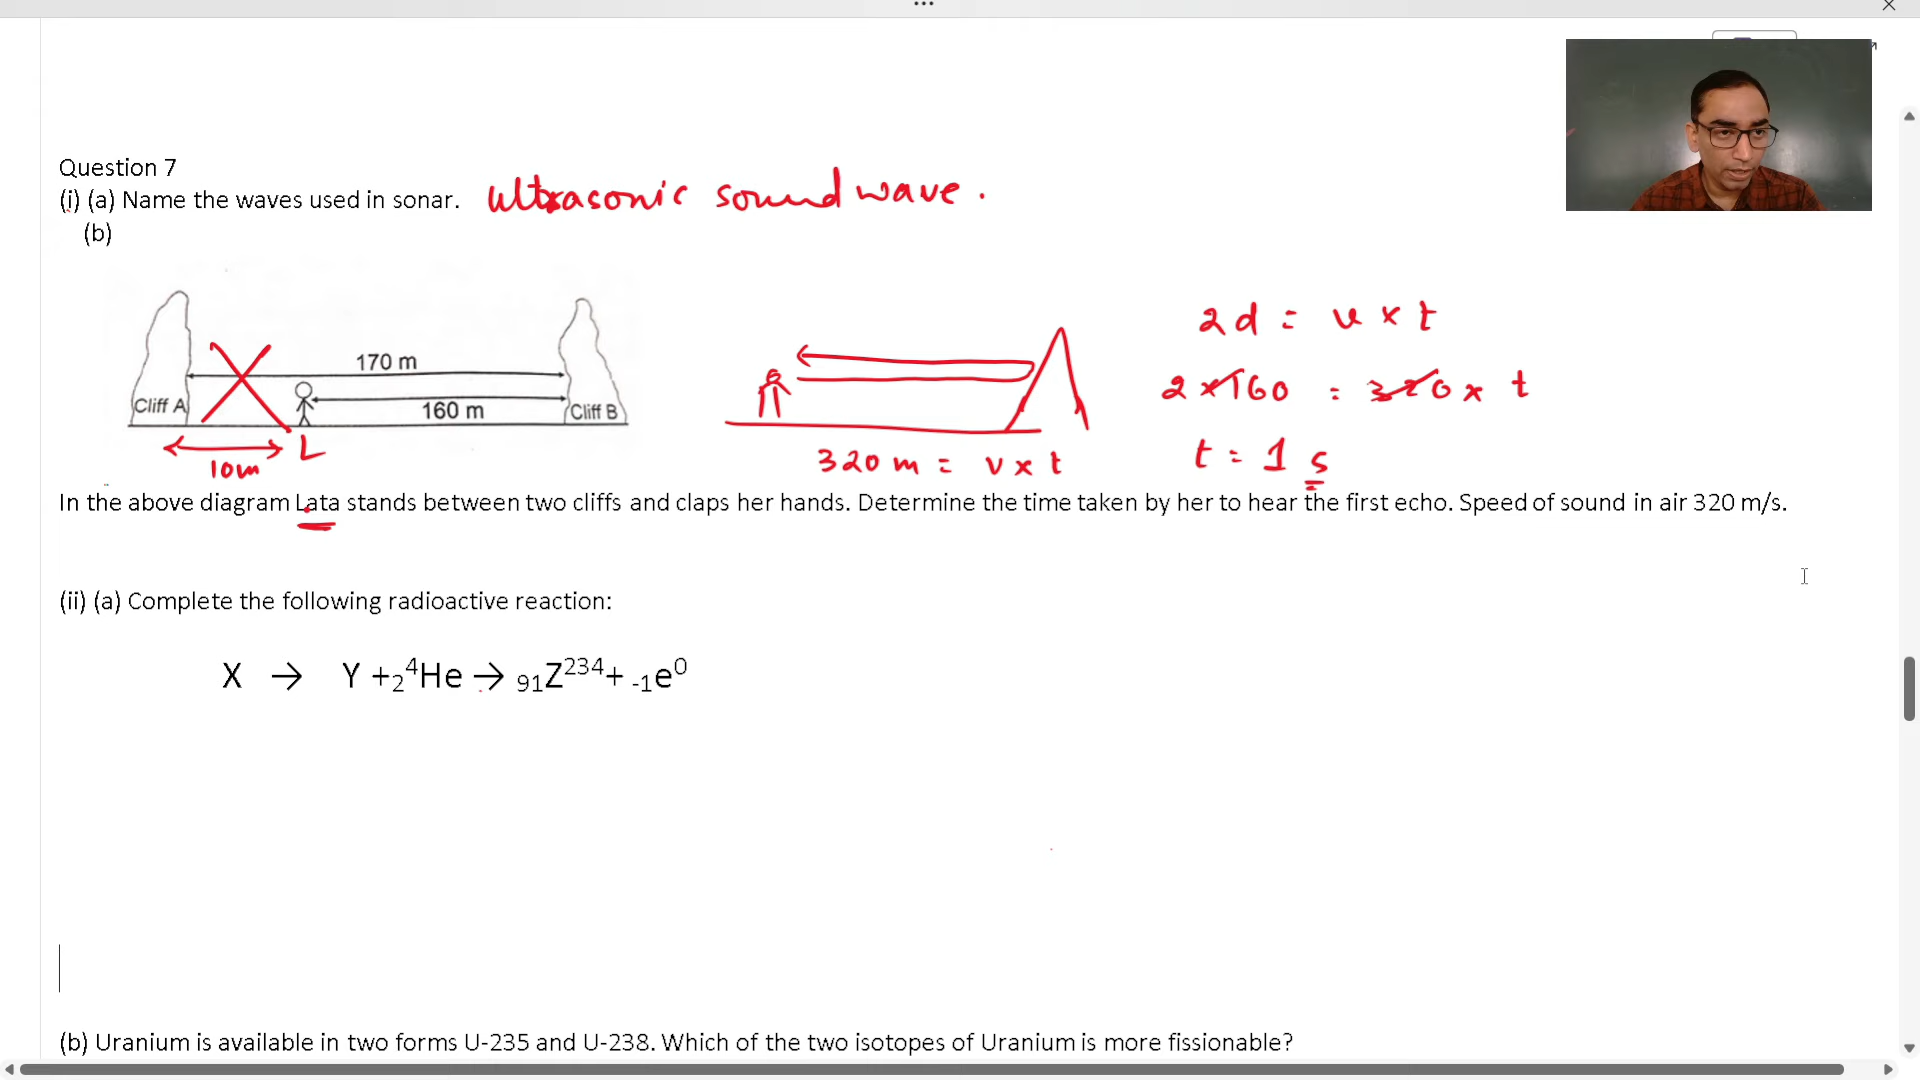 Question 7
(i) (a) Name the waves used in sonar. ultrasonic sound wave.
(b)
170 m
160 m
Cliff A
Cliff B
L
10m
320 m = v x t
2 d = v x t
2 x 160 = 320 x t
t = 1 s
In the above diagram Lata stands between two cliffs and claps her hands. Determine the time taken by her to hear the first echo. Speed of sound in air 320 m/s.
(ii) (a) Complete the following radioactive reaction:
X → Y +₂⁴He → ₉₁Z²³⁴+ ₋₁e⁰
(b) Uranium is available in two forms U-235 and U-238. Which of the two isotopes of Uranium is more fissionable?